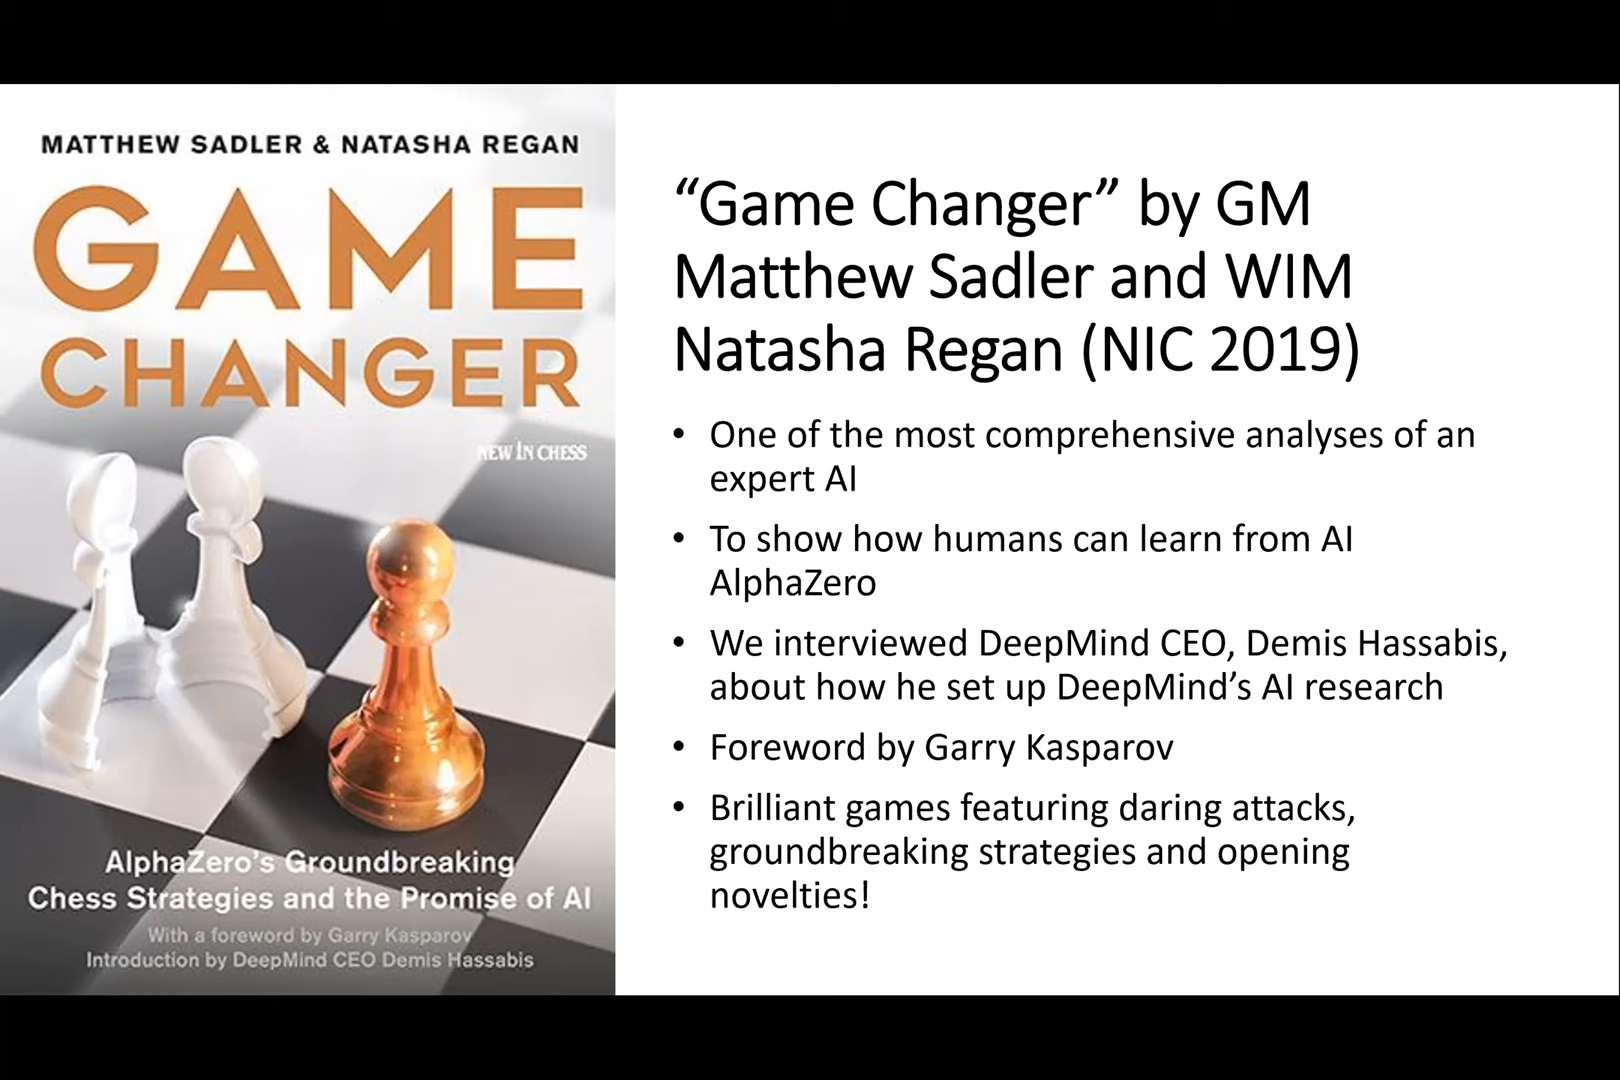 MATTHEW SADLER & NATASHA REGAN
GAME
CHANGER
NEW IN CHESS
AlphaZero's Groundbreaking
Chess Strategies and the Promise of AI
With a foreword by Garry Kasparov
Introduction by DeepMind CEO Demis Hassabis
“Game Changer” by GM
Matthew Sadler and WIM
Natasha Regan (NIC 2019)
• One of the most comprehensive analyses of an
expert AI
• To show how humans can learn from AI
AlphaZero
• We interviewed DeepMind CEO, Demis Hassabis,
about how he set up DeepMind’s AI research
• Foreword by Garry Kasparov
• Brilliant games featuring daring attacks,
groundbreaking strategies and opening
novelties!